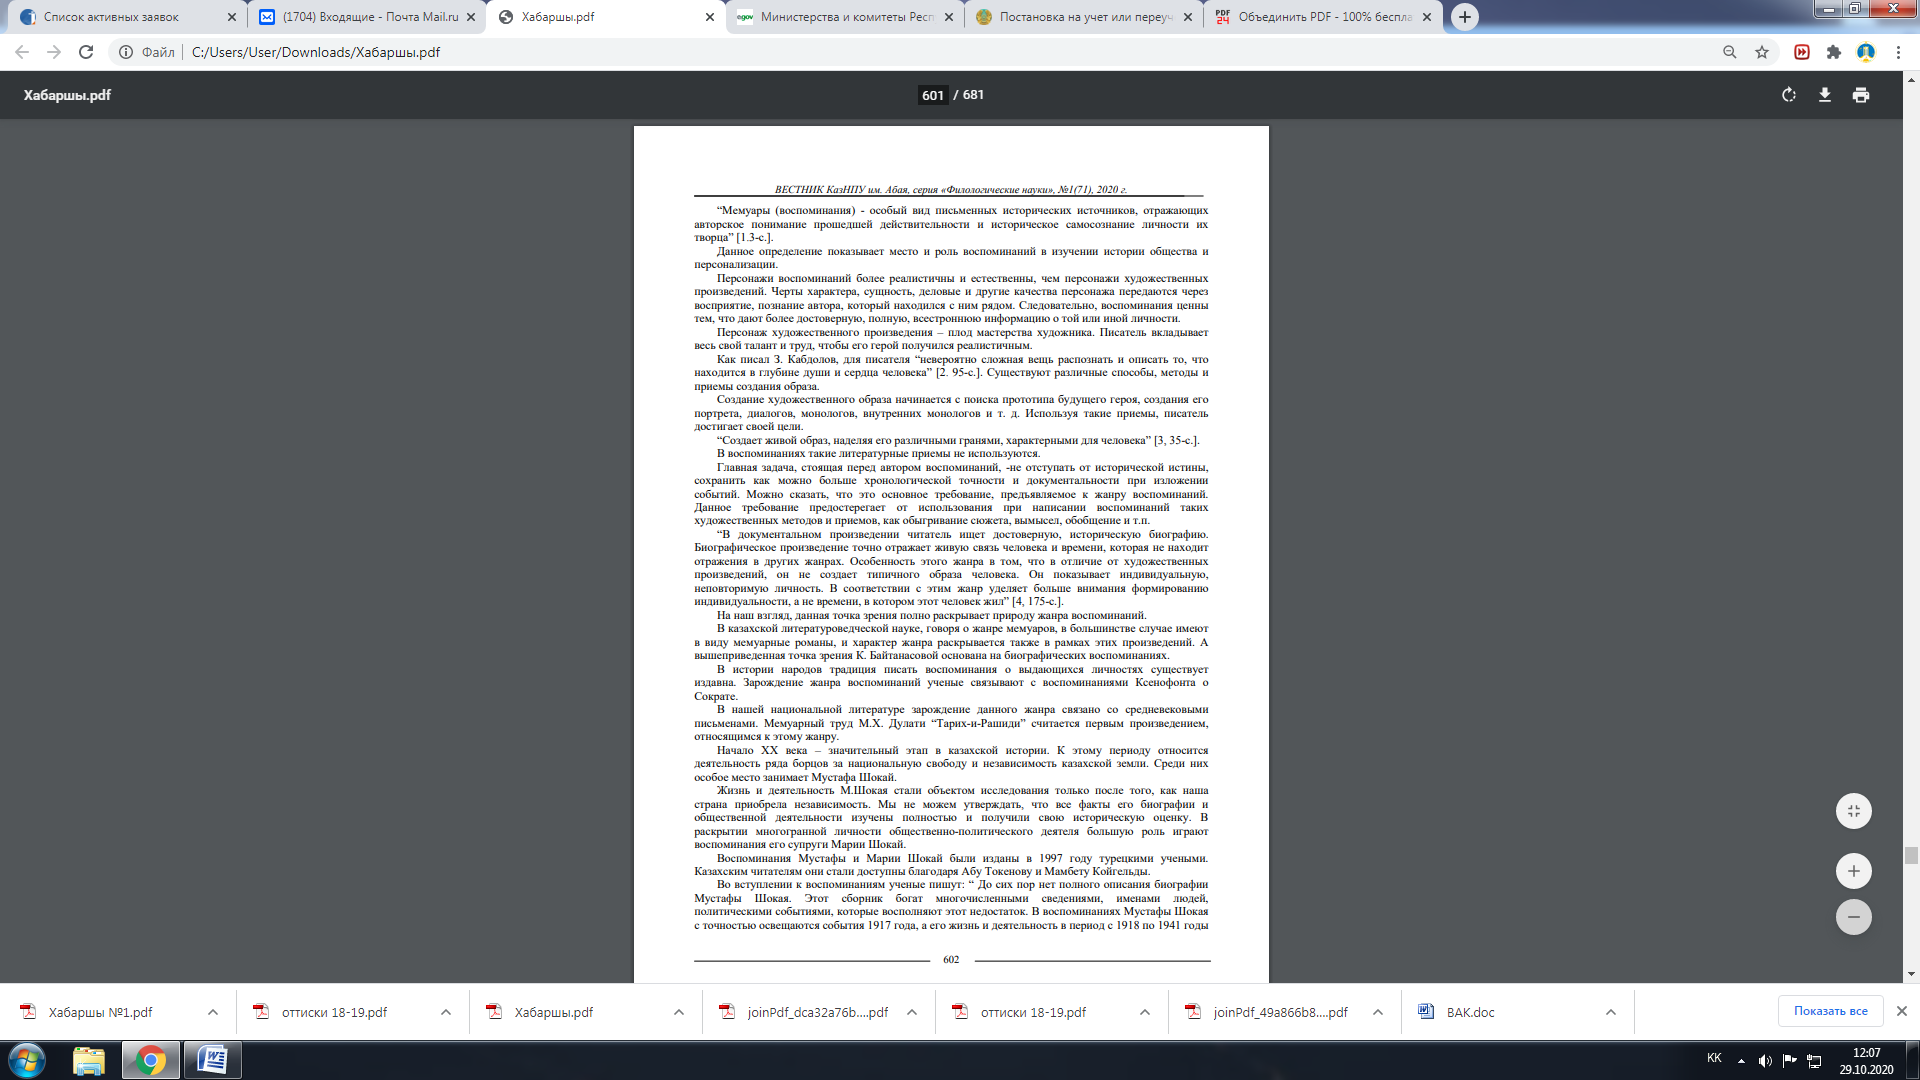 Список активных заявок
(1704) Входящие - Почта Mail.ru
Хабаршы.pdf
Министерства и комитеты Респ
Постановка на учет или переуч
Объединить PDF - 100% беспла
Файл
C:/Users/User/Downloads/Хабаршы.pdf
Хабаршы.pdf
601 / 681
ВЕСТНИК КазНПУ им. Абая, серия «Филологические науки», №1(71), 2020 г.
“Мемуары (воспоминания) - особый вид письменных исторических источников, отражающих
авторское понимание прошедшей действительности и историческое самосознание личности их
творца” [1.3-с.].
Данное определение показывает место и роль воспоминаний в изучении истории общества и
персонализации.
Персонажи воспоминаний более реалистичны и естественны, чем персонажи художественных
произведений. Черты характера, сущность, деловые и другие качества персонажа передаются через
восприятие, познание автора, который находился с ним рядом. Следовательно, воспоминания ценны
тем, что дают более достоверную, полную, всестроннюю информацию о той или иной личности.
Персонаж художественного произведения – плод мастерства художника. Писатель вкладывает
весь свой талант и труд, чтобы его герой получился реалистичным.
Как писал З. Кабдолов, для писателя “невероятно сложная вещь распознать и описать то, что
находится в глубине души и сердца человека” [2. 95-с.]. Существуют различные способы, методы и
приемы создания образа.
Создание художественного образа начинается с поиска прототипа будущего героя, создания его
портрета, диалогов, монологов, внутренних монологов и т. д. Используя такие приемы, писатель
достигает своей цели.
“Создает живой образ, наделяя его различными гранями, характерными для человека” [3, 35-с.].
В воспоминаниях такие литературные приемы не используются.
Главная задача, стоящая перед автором воспоминаний, -не отступать от исторической истины,
сохранить как можно больше хронологической точности и документальности при изложении
событий. Можно сказать, что это основное требование, предъявляемое к жанру воспоминаний.
Данное требование предостерегает от использования при написании воспоминаний таких
художественных методов и приемов, как обыгривание сюжета, вымысел, обобщение и т.п.
“В документальном произведении читатель ищет достоверную, историческую биографию.
Биографическое произведение точно отражает живую связь человека и времени, которая не находит
отражения в других жанрах. Особенность этого жанра в том, что в отличие от художественных
произведений, он не создает типичного образа человека. Он показывает индивидуальную,
неповторимую личность. В соответствии с этим жанр уделяет больше внимания формированию
индивидуальности, а не времени, в котором этот человек жил” [4, 175-с.].
На наш взгляд, данная точка зрения полно раскрывает природу жанра воспоминаний.
В казахской литературоведческой науке, говоря о жанре мемуаров, в большинстве случае имеют
в виду мемуарные романы, и характер жанра раскрывается также в рамках этих произведений. А
вышеприведенная точка зрения К. Байтанасовой основана на биографических воспоминаниях.
В истории народов традиция писать воспоминания о выдающихся личностях существует
издавна. Зарождение жанра воспоминаний ученые связывают с воспоминаниями Ксенофонта о
Сократе.
В нашей национальной литературе зарождение данного жанра связано со средневековыми
письменами. Мемуарный труд М.Х. Дулати “Тарих-и-Рашиди” считается первым произведением,
относящимся к этому жанру.
Начало ХХ века – значительный этап в казахской истории. К этому периоду относится
деятельность ряда борцов за национальную свободу и независимость казахской земли. Среди них
особое место занимает Мустафа Шокай.
Жизнь и деятельность М.Шокая стали объектом исследования только после того, как наша
страна приобрела независимость. Мы не можем утверждать, что все факты его биографии и
общественной деятельности изучены полностью и получили свою историческую оценку. В
раскрытии многогранной личности общественно-политического деятеля большую роль играют
воспоминания его супруги Марии Шокай.
Воспоминания Мустафы и Марии Шокай были изданы в 1997 году турецкими учеными.
Казахским читателям они стали доступны благодаря Абу Токенову и Мамбету Койгельды.
Во вступлении к воспоминаниям ученые пишут: “ До сих пор нет полного описания биографии
Мустафы Шокая. Этот сборник богат многочисленными сведениями, именами людей,
политическими событиями, которые восполняют этот недостаток. В воспоминаниях Мустафы Шокая
с точностью освещаются события 1917 года, а его жизнь и деятельность в период с 1918 по 1941 годы
602
Хабаршы №1.pdf
оттиски 18-19.pdf
Хабаршы.pdf
joinPdf_dca32a76b....pdf
оттиски 18-19.pdf
joinPdf_49a866b8....pdf
ВАК.doc
Показать все
KK
12:07
29.10.2020